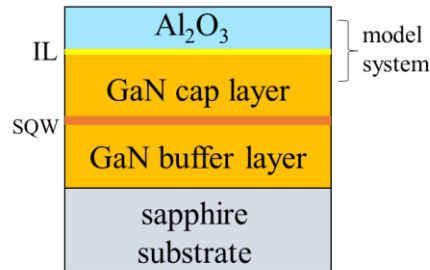 Al₂O₃
IL
model
system
GaN cap layer
SQW
GaN buffer layer
sapphire
substrate